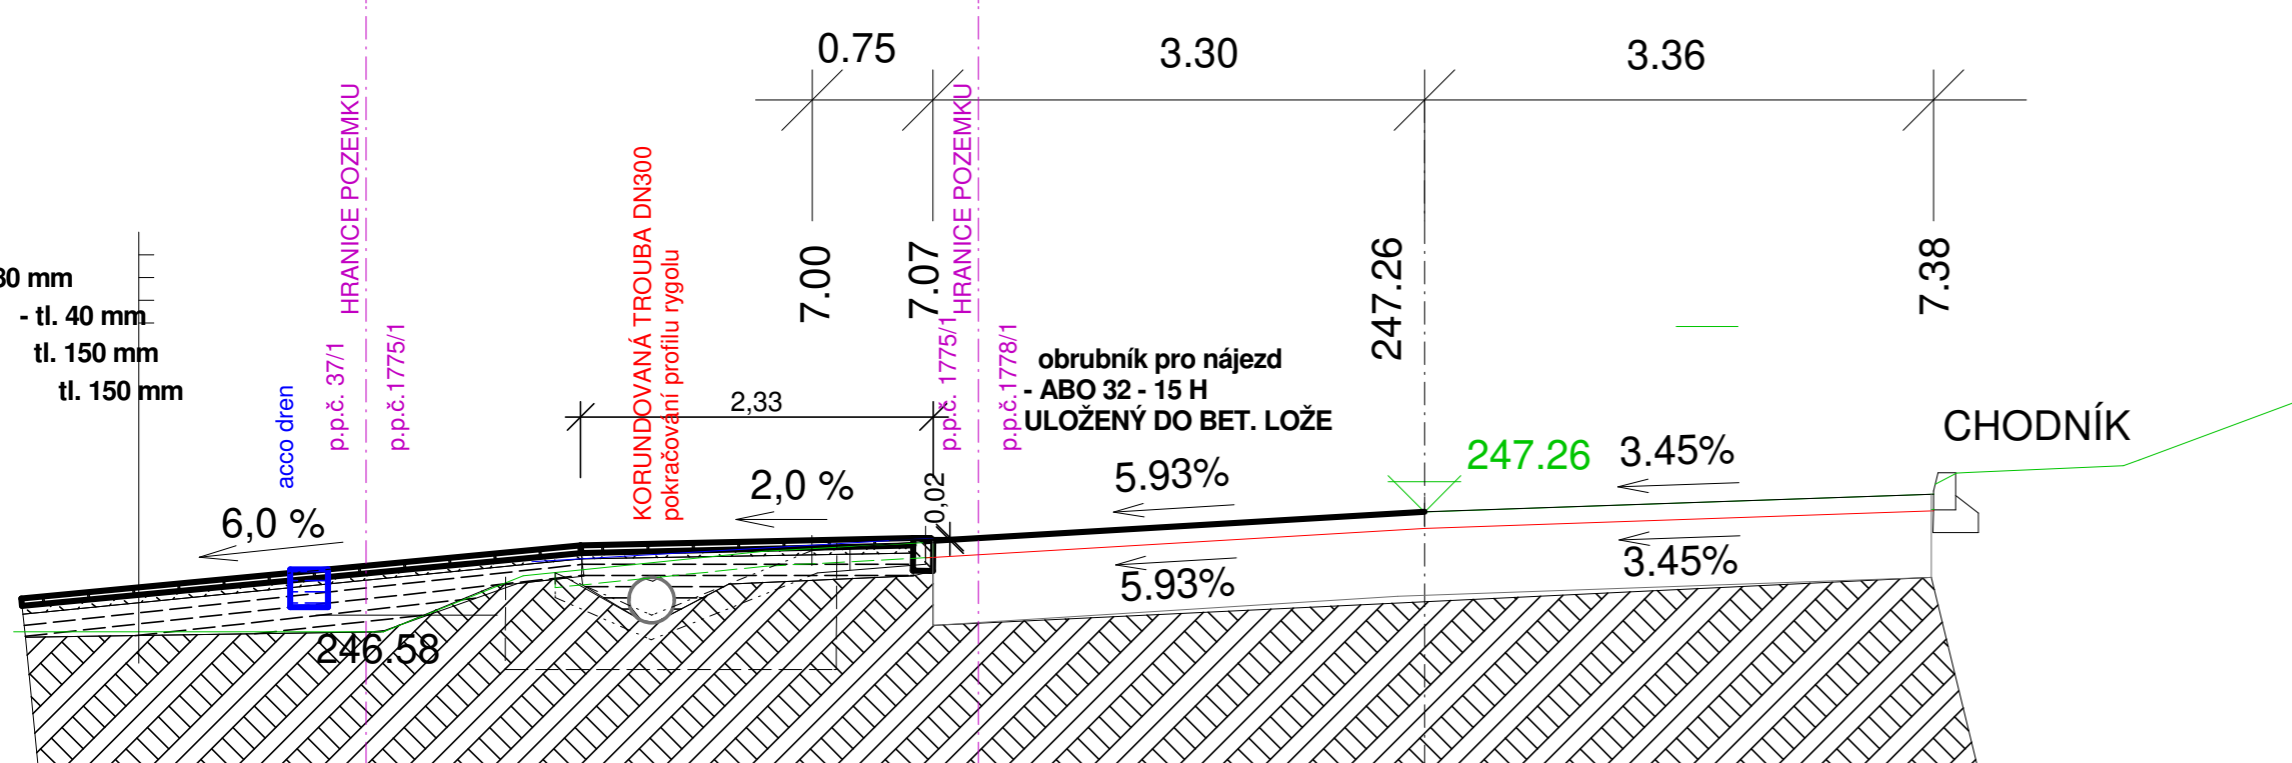 0.75
3.30
3.36
7.00
7.07
247.26
7.38
HRANICE POZEMKU
p.p.č. 37/1
p.p.č.1775/1
KORUNDOVANÁ TROUBA DN300
pokračování profilu rygolu
HRANICE POZEMKU
p.p.č. 1775/1
p.p.č.1778/1
30 mm
- tl. 40 mm
tl. 150 mm
tl. 150 mm
acco dren
obrubník pro nájezd
- ABO 32 - 15 H
ULOŽENÝ DO BET. LOŽE
2,33
CHODNÍK
247.26
3.45%
5.93%
2,0 %
0,02
6,0 %
3.45%
5.93%
246.58